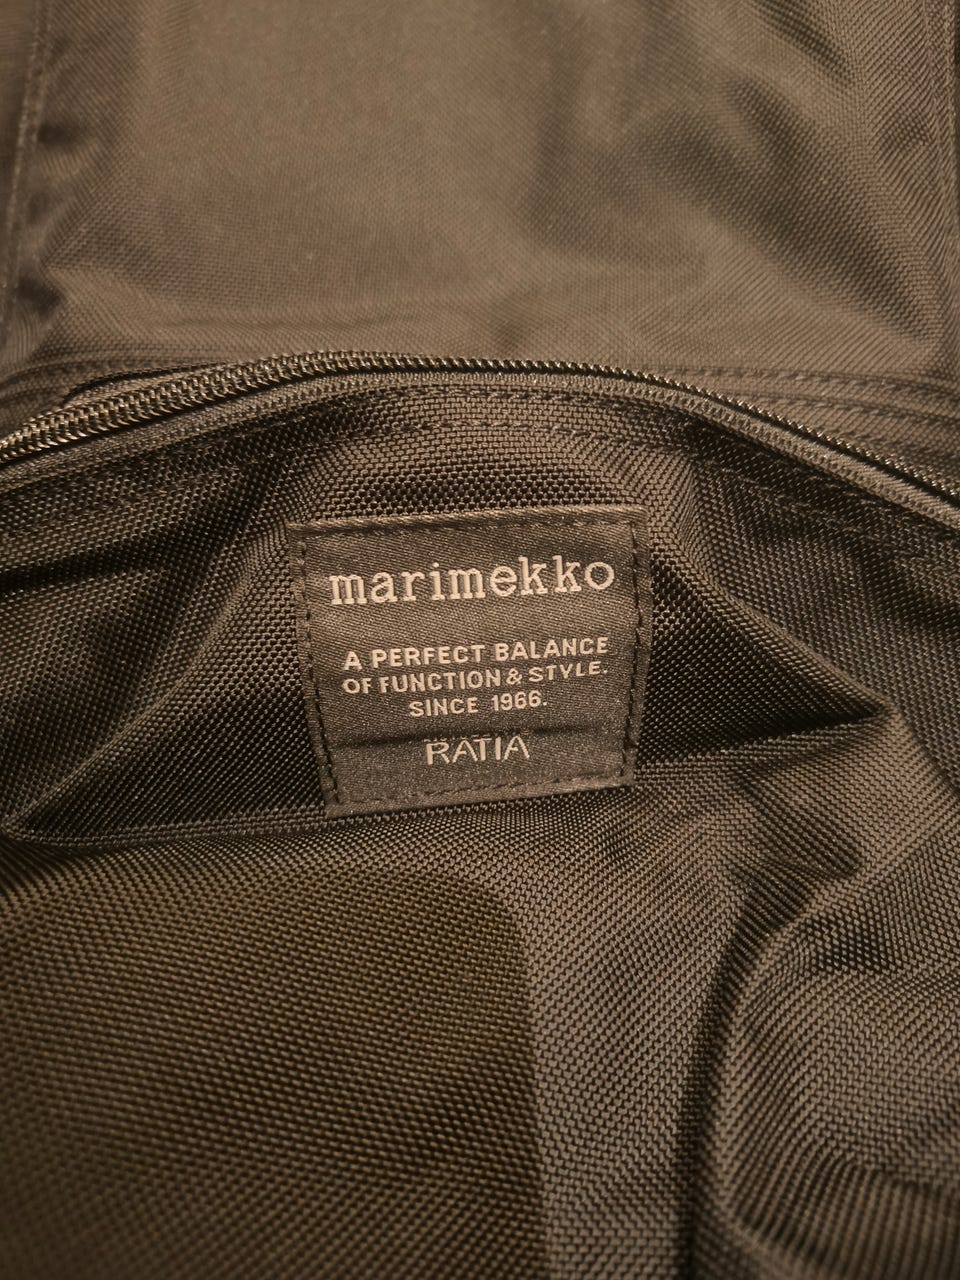 marimekko
A PERFECT BALANCE
OF FUNCTION & STYLE.
SINCE 1966.
RATIA